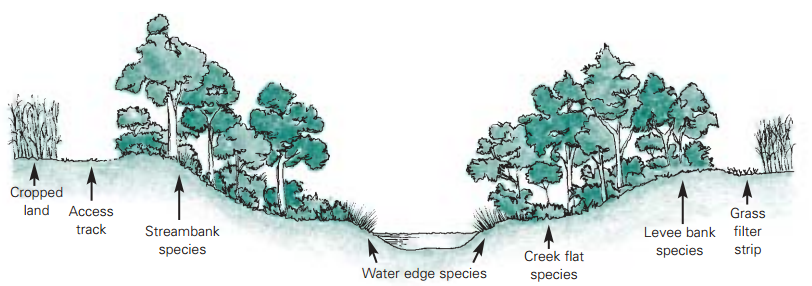 Cropped
land
Access
track
Streambank
species
Water edge species
Creek flat
species
Levee bank
species
Grass
filter
strip